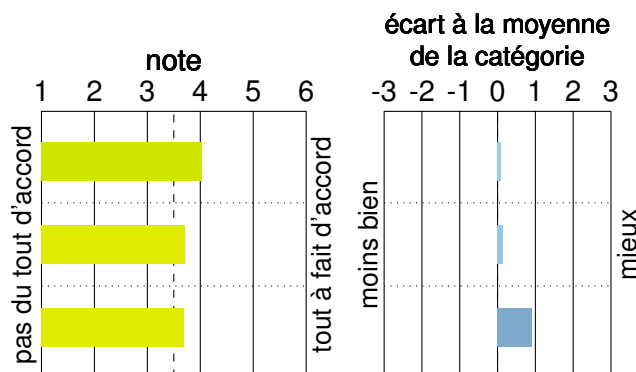 note
1 2 3 4 5 6
pas du tout d'accord
tout à fait d'accord
écart à la moyenne
de la catégorie
-3 -2 -1 0 1 2 3
moins bien
mieux